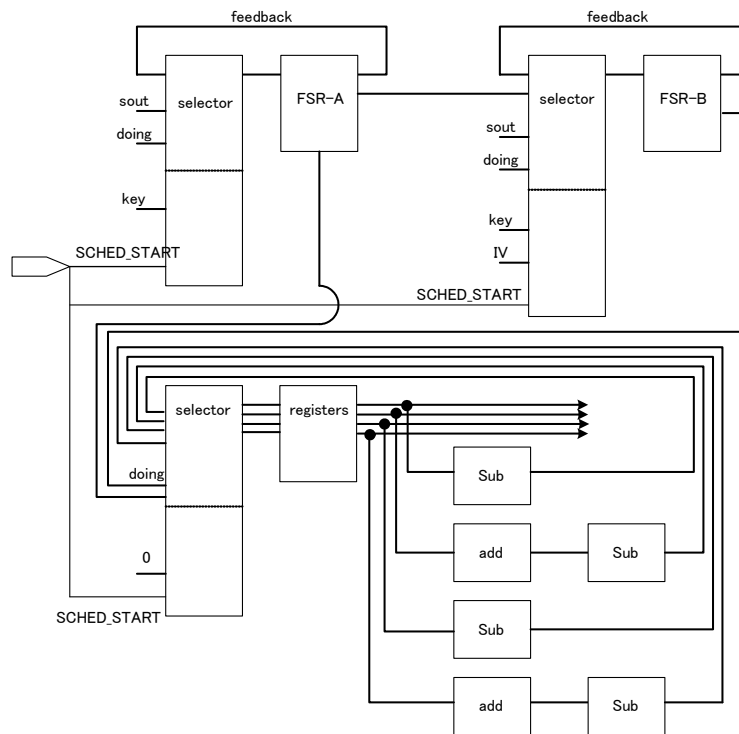 feedback
feedback
selector
FSR-A
selector
FSR-B
sout
doing
sout
doing
key
key
SCHED_START
IV
SCHED_START
selector
registers
doing
Sub
add
Sub
0
SCHED_START
Sub
add
Sub